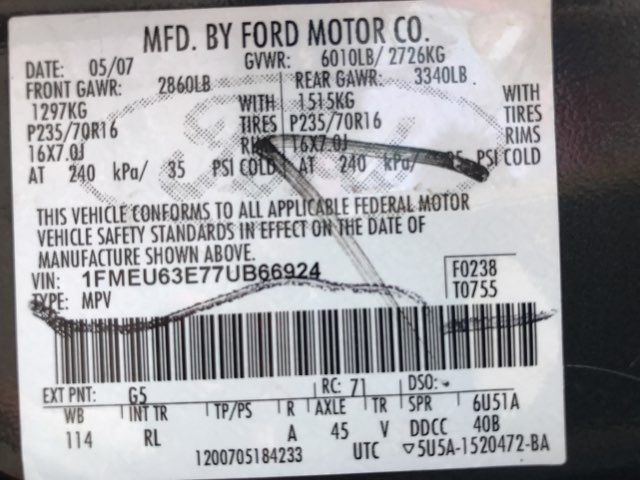 MFD. BY FORD MOTOR CO.
DATE: 05/07 GVWR: 6010LB/ 2726KG
FRONT GAWR: 2860LB REAR GAWR: 3340LB
1297KG WITH 1515KG WITH
P235/70R16 TIRES P235/70R16 TIRES
16X7.0J 16X7.0J RIMS
AT 240 kPa/ 35 PSI COLD AT 240 kPa/ PSI COLD
THIS VEHICLE CONFORMS TO ALL APPLICABLE FEDERAL MOTOR
VEHICLE SAFETY STANDARDS IN EFFECT ON THE DATE OF
MANUFACTURE SHOWN ABOVE.
VIN: 1FMEU63E77UB66924 F0238
TYPE: MPV T0755
EXT PNT: G5 RC: 71 DSO:
WB INT TR TP/PS R AXLE TR SPR 6U51A
114 RL A 45 V DDCC 40B
1200705184233 UTC ▽5U5A-1520472-BA